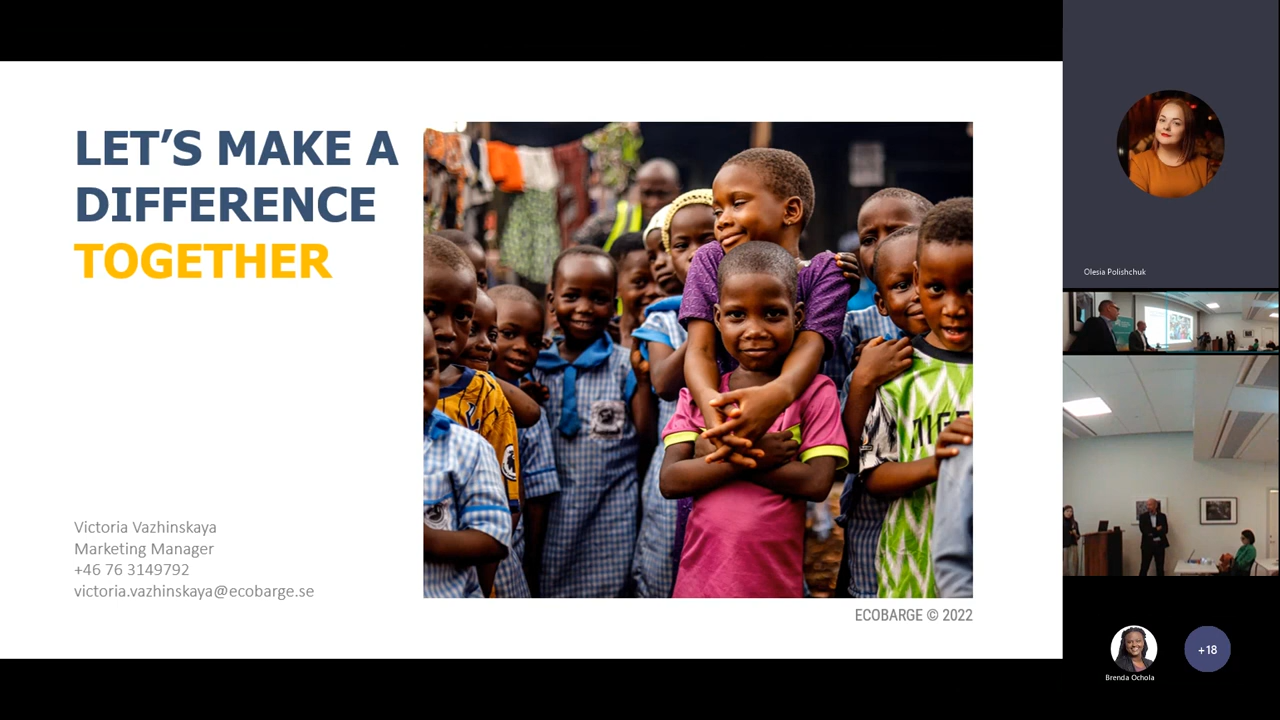 LET’S MAKE A
DIFFERENCE
TOGETHER
Victoria Vazhinskaya
Marketing Manager
+46 76 3149792
victoria.vazhinskaya@ecobarge.se
ECOBARGE © 2022
Olesia Polishchuk
Brenda Ochola
+18